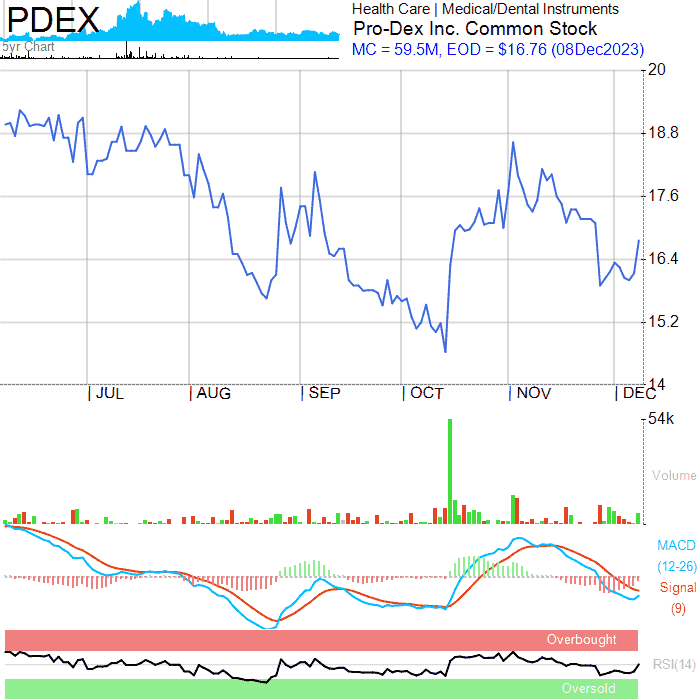 PDEX
5yr Chart
Health Care | Medical/Dental Instruments
Pro-Dex Inc. Common Stock
MC = 59.5M, EOD = $16.76 (08Dec2023)
20
18.8
17.6
16.4
15.2
14
JUL AUG SEP OCT NOV DEC
54k
Volume
MACD
(12-26)
Signal
(9)
Overbought
RSI(14)
Oversold